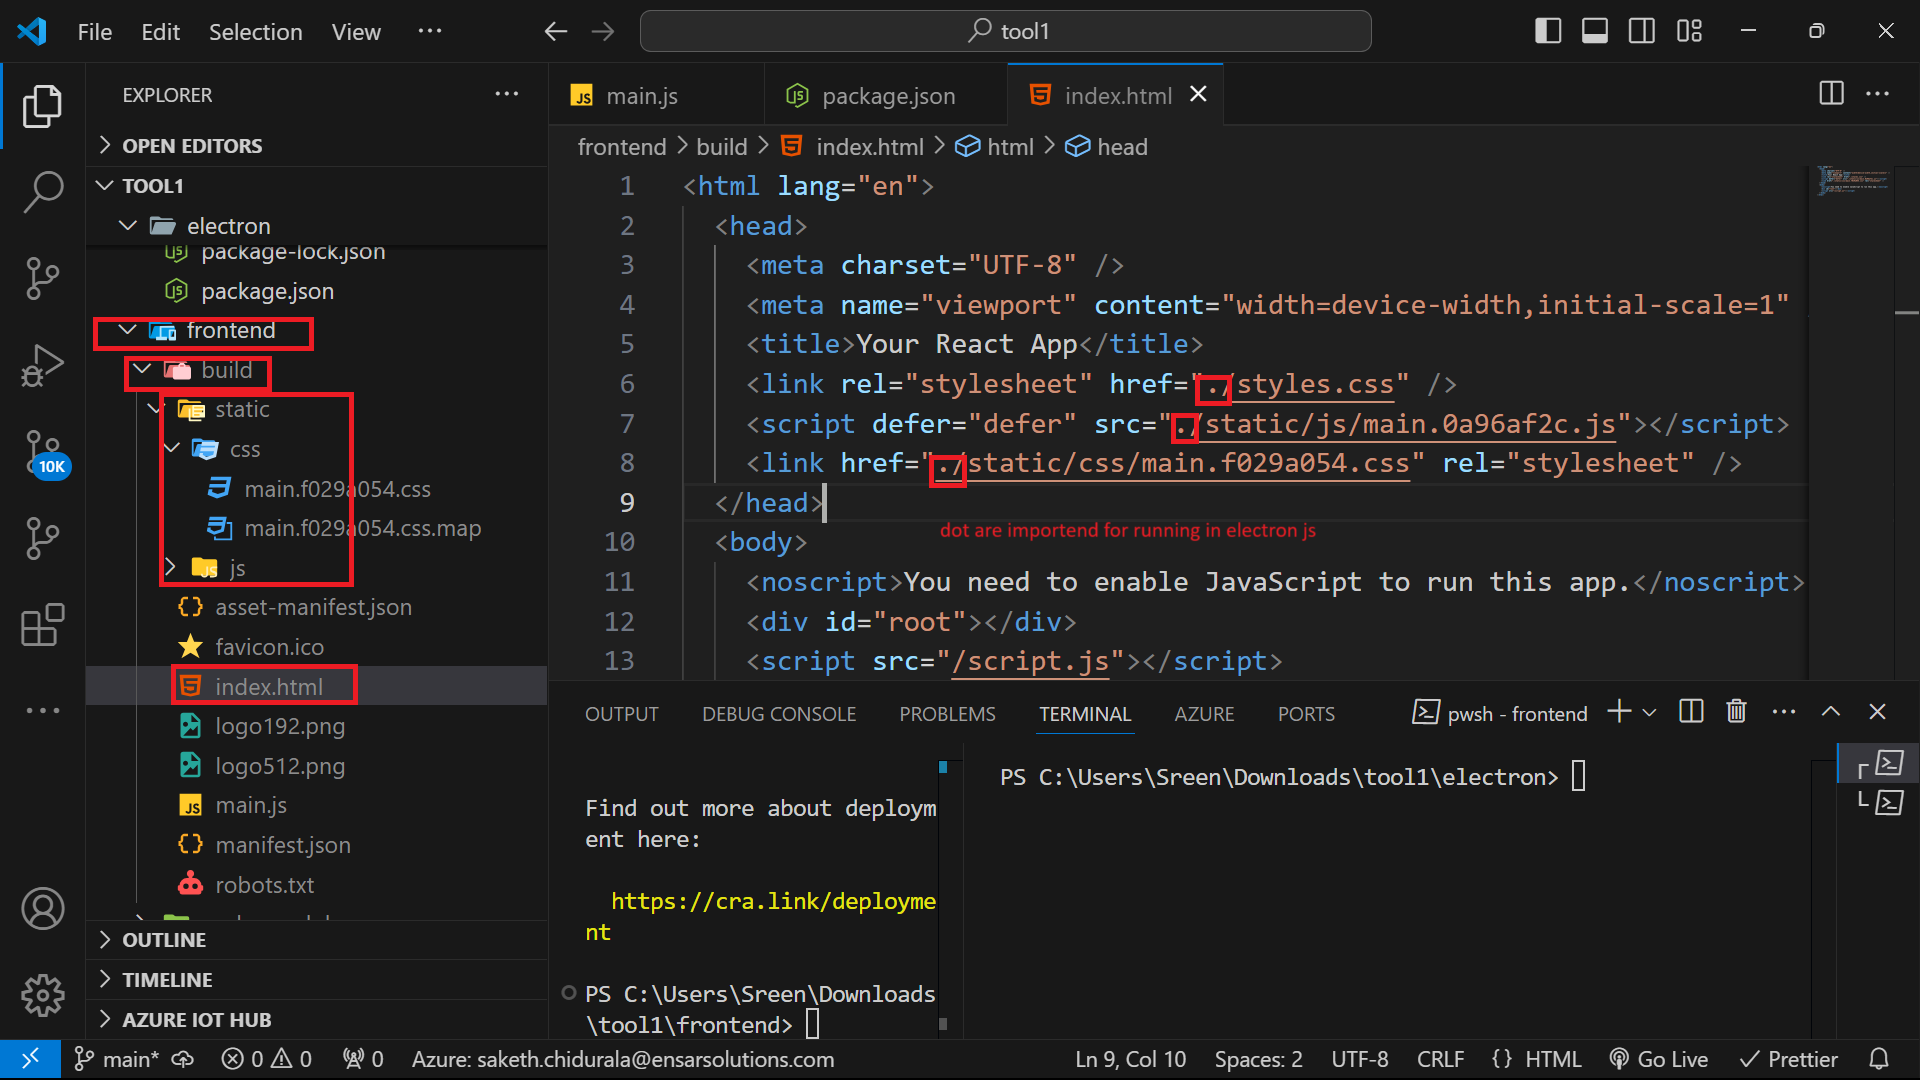 File Edit Selection View ··· tool1
EXPLORER ···
OPEN EDITORS
TOOL1
electron
package-lock.json
package.json
frontend
build
static
css
main.f029a054.css
main.f029a054.css.map
js
asset-manifest.json
favicon.ico
index.html
logo192.png
logo512.png
main.js
manifest.json
robots.txt
OUTLINE
TIMELINE
AZURE IOT HUB
10K
main.js package.json index.html
frontend > build > index.html > html > head
1 <html lang="en">
2 <head>
3 <meta charset="UTF-8" />
4 <meta name="viewport" content="width=device-width,initial-scale=1"
5 <title>Your React App</title>
6 <link rel="stylesheet" href="./styles.css" />
7 <script defer="defer" src="./static/js/main.0a96af2c.js"></script>
8 <link href="./static/css/main.f029a054.css" rel="stylesheet" />
9 </head>
dot are importend for running in electron js
10 <body>
11 <noscript>You need to enable JavaScript to run this app.</noscript>
12 <div id="root"></div>
13 <script src="/script.js"></script>
OUTPUT DEBUG CONSOLE PROBLEMS TERMINAL AZURE PORTS pwsh - frontend
Find out more about deploym
ent here:
https://cra.link/deployme
nt
PS C:\Users\Sreen\Downloads
\tool1\frontend>
PS C:\Users\Sreen\Downloads\tool1\electron>
main* 0 0 0 Azure: saketh.chidurala@ensarsolutions.com Ln 9, Col 10 Spaces: 2 UTF-8 CRLF {} HTML Go Live Prettier